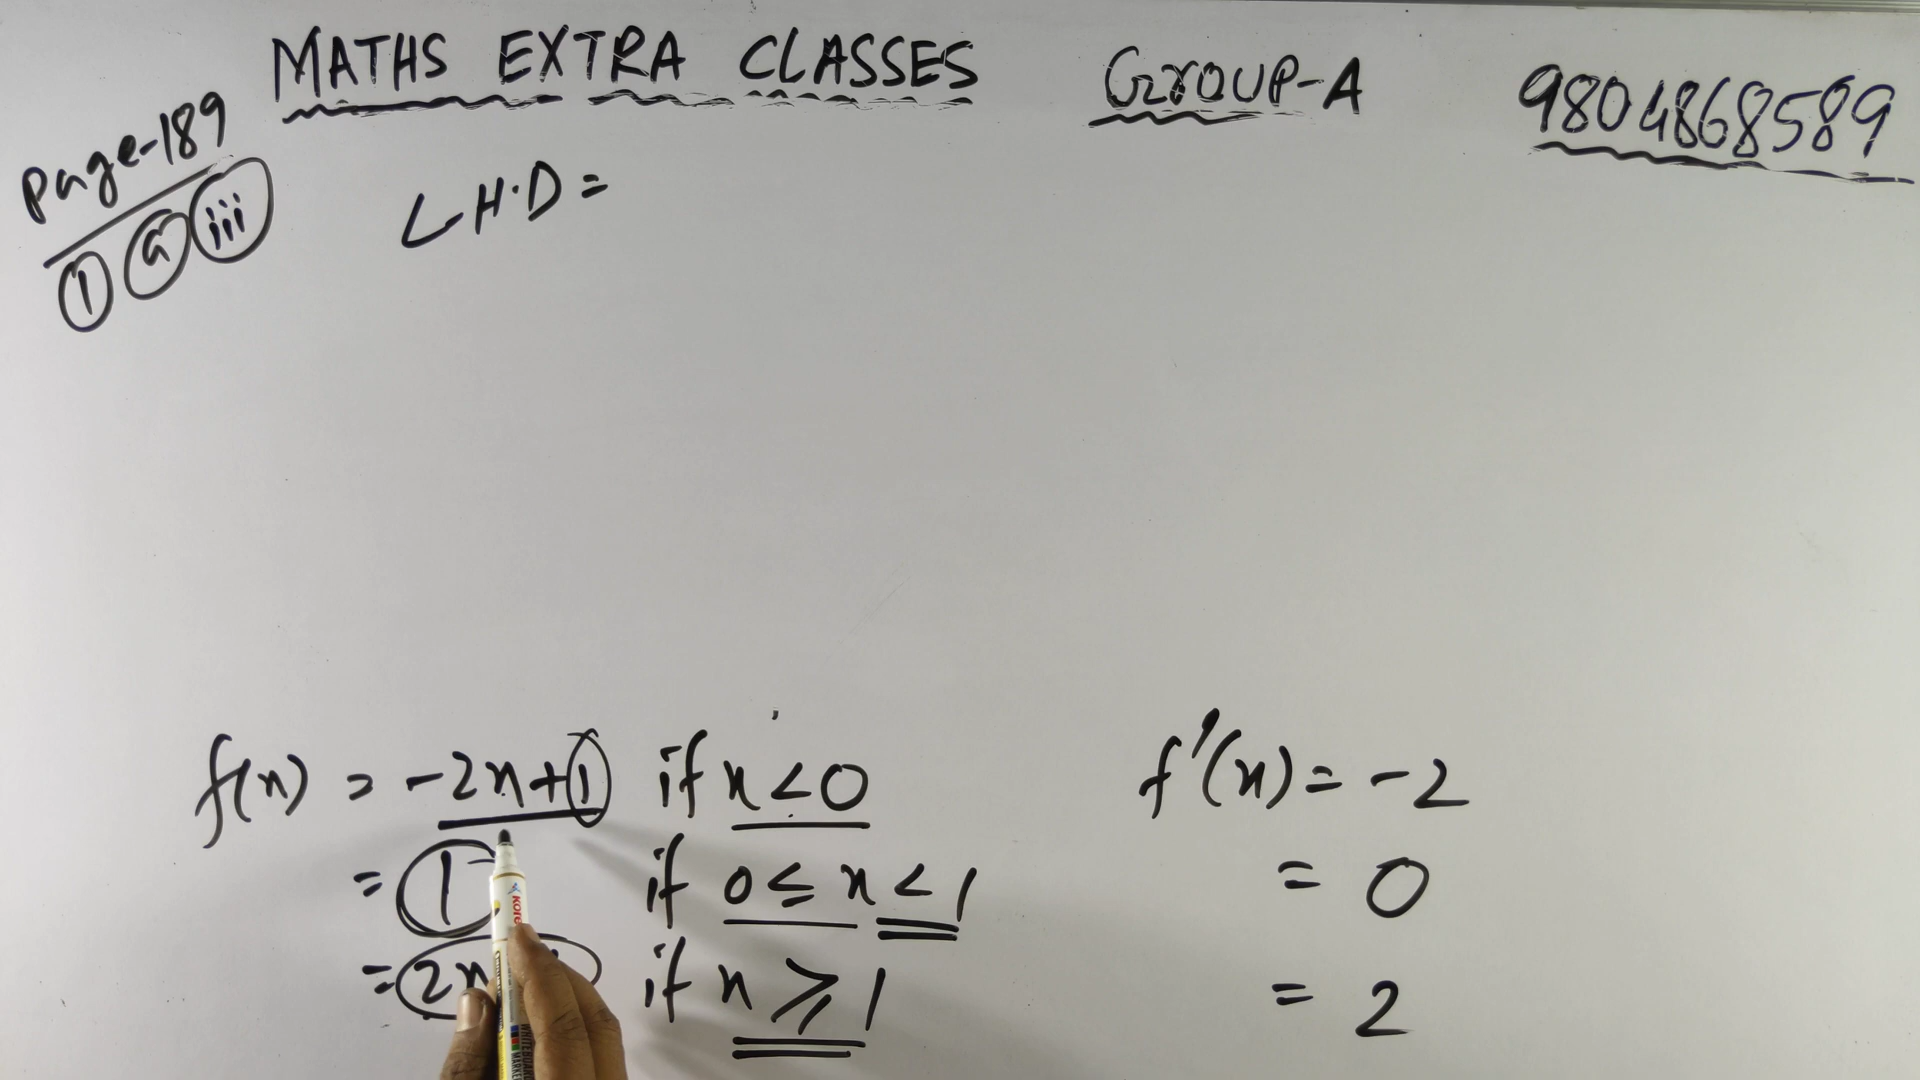 MATHS EXTRA CLASSES GROUP-A 9804868589
Page-189
1 a iii
L.H.D =
f(x) = -2x+1 if x<0 f'(x) = -2
= 1 if 0 ≤ x < 1 = 0
= 2x if x ≥ 1 = 2